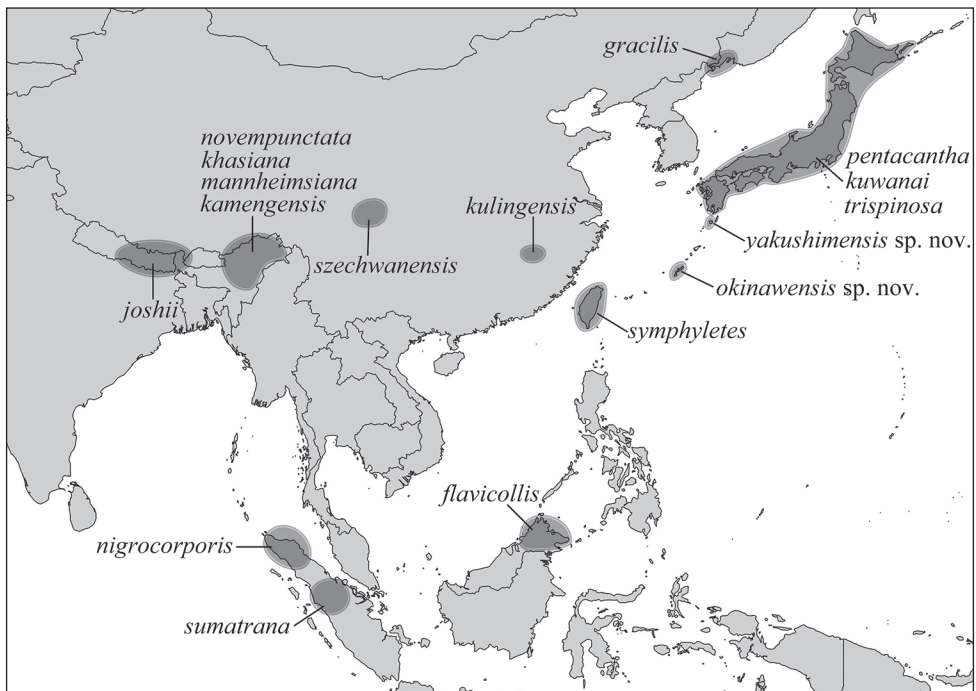 gracilis
novempunctata
khasiana
mannheimsiana
kamengensis
pentacantha
kuwanai
trispinosa
kulingensis
yakushimensis sp. nov.
szechwanensis
okinawensis sp. nov.
joshii
symphyletes
flavicollis
nigrocorporis
sumatrana